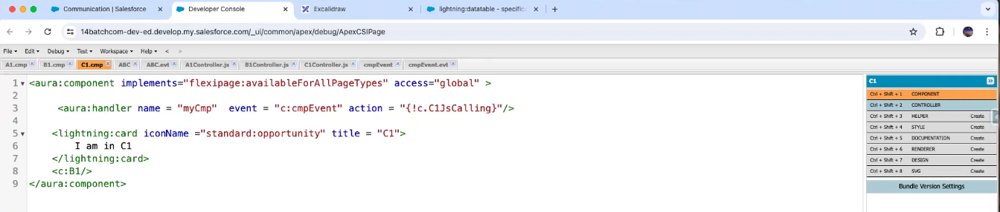 Communication | Salesforce
Developer Console
Excalidraw
lightning:datatable - specific
14batchcom-dev-ed.develop.my.salesforce.com/_ui/common/apex/debug/ApexCSIPage
File Edit Debug Test Workspace Help < >
A1.cmp B1.cmp C1.cmp ABC ABC.evt A1Controller.js B1Controller.js C1Controller.js cmpEvent cmpEvent.evt
1 <aura:component implements="flexipage:availableForAllPageTypes" access="global" >
2
3 <aura:handler name = "myCmp" event = "c:cmpEvent" action = "{!c.C1JsCalling}"/>
4
5 <lightning:card iconName ="standard:opportunity" title = "C1">
6 I am in C1
7 </lightning:card>
8 <c:B1/>
9 </aura:component>
C1
Ctrl + Shift + 1 COMPONENT
Ctrl + Shift + 2 CONTROLLER
Ctrl + Shift + 3 HELPER Create
Ctrl + Shift + 4 STYLE Create
Ctrl + Shift + 5 DOCUMENTATION Create
Ctrl + Shift + 6 RENDERER Create
Ctrl + Shift + 7 DESIGN Create
Ctrl + Shift + 8 SVG Create
Bundle Version Settings